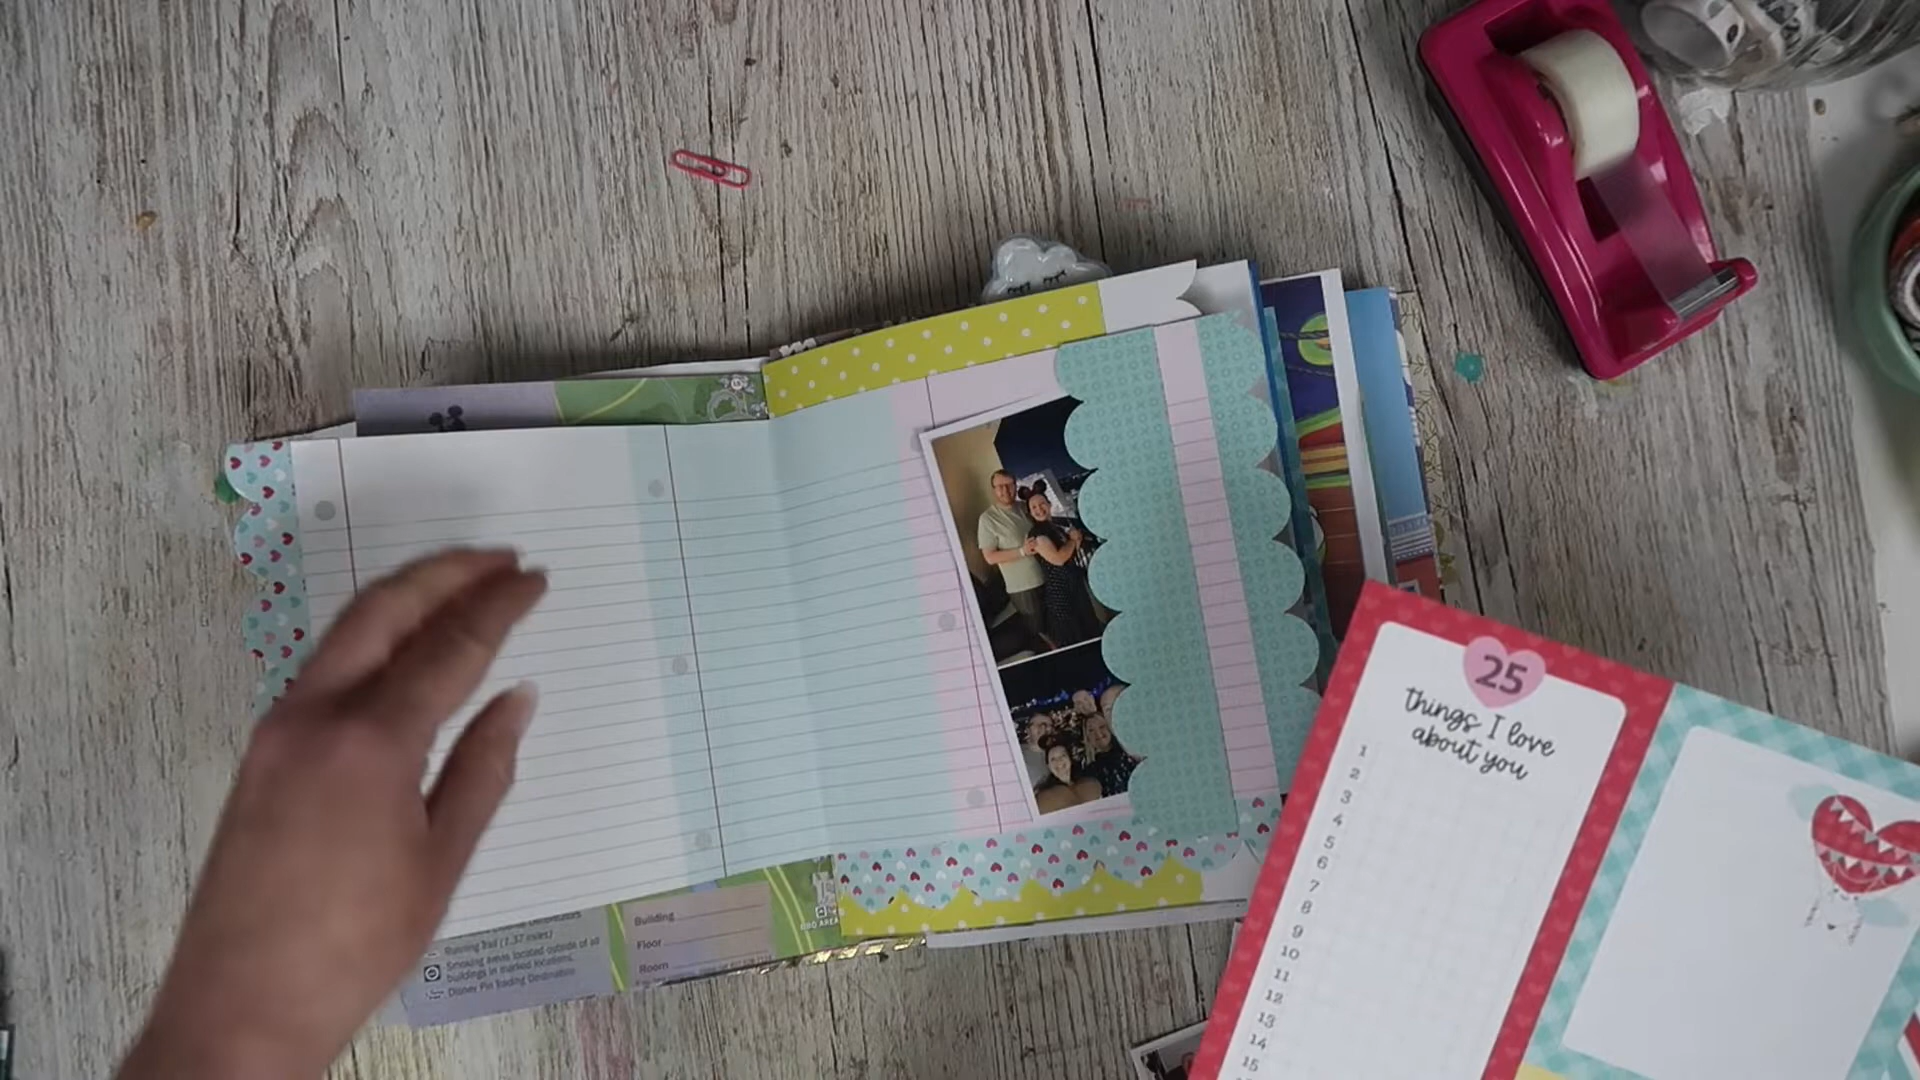 Running Trail (1.37 miles)
Smoking areas located outside of all
buildings in marked locations.
Disney Pin Trading Destination
Building
Floor
Room
BBQ AREA
25
things I love
about you
1
2
3
4
5
6
7
8
9
10
11
12
13
14
15